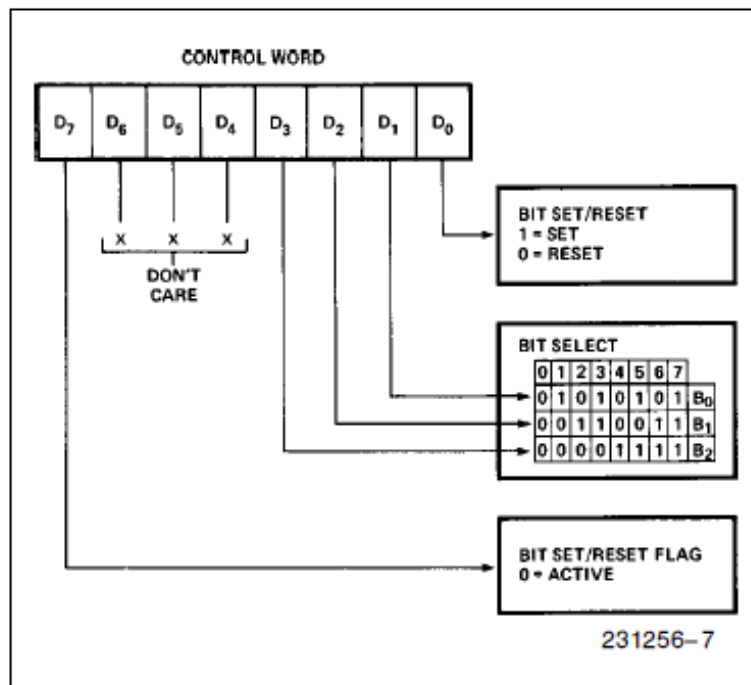 CONTROL WORD
D7 D6 D5 D4 D3 D2 D1 D0
X X X
DON'T
CARE
BIT SET/RESET
1 = SET
0 = RESET
BIT SELECT
0 1 2 3 4 5 6 7
0 1 0 1 0 1 0 1 B0
0 0 1 1 0 0 1 1 B1
0 0 0 0 1 1 1 1 B2
BIT SET/RESET FLAG
0 = ACTIVE
231256-7